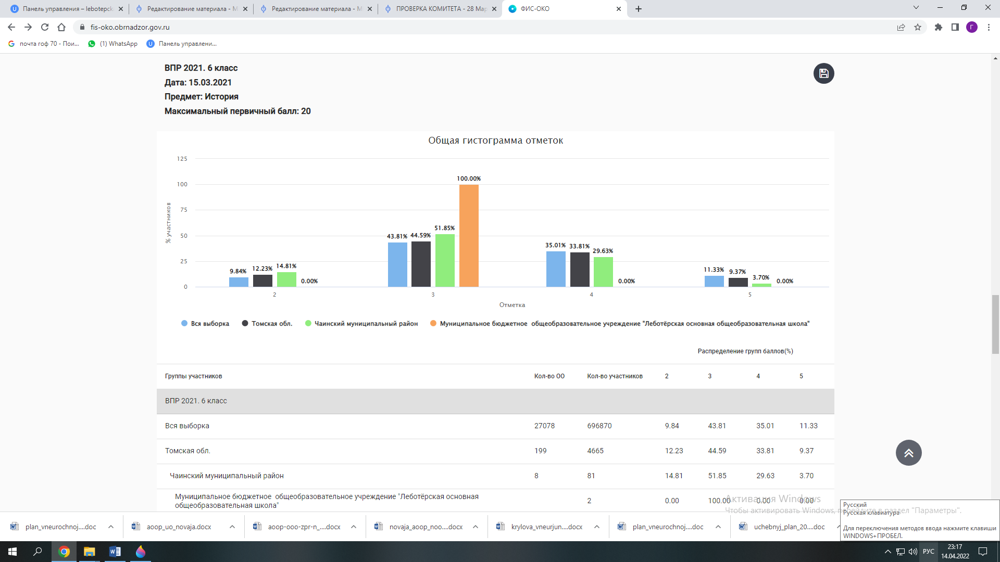 Панель управления – lebotepck
Редактирование материала - М
Редактирование материала - М
ПРОВЕРКА КОМИТЕТА - 28 Мар
ФИС-ОКО
fis-oko.obrnadzor.gov.ru
Г
почта гоф 70 - Пои...
(1) WhatsApp
Панель управлени...
ВПР 2021. 6 класс
Дата: 15.03.2021
Предмет: История
Максимальный первичный балл: 20
Общая гистограмма отметок
% участников
125
100
75
50
25
0
9.84% 12.23% 14.81% 0.00%
43.81% 44.59% 51.85% 100.00%
35.01% 33.81% 29.63% 0.00%
11.33% 9.37% 3.70% 0.00%
2 3 4 5
Отметка
Вся выборка Томская обл. Чаинский муниципальный район Муниципальное бюджетное общеобразовательное учреждение "Леботёрская основная общеобразовательная школа"
Распределение групп баллов(%)
Группы участников Кол-во ОО Кол-во участников 2 3 4 5
ВПР 2021. 6 класс
Вся выборка 27078 696870 9.84 43.81 35.01 11.33
Томская обл. 199 4665 12.23 44.59 33.81 9.37
Чаинский муниципальный район 8 81 14.81 51.85 29.63 3.70
Муниципальное бюджетное общеобразовательное учреждение "Леботёрская основная
общеобразовательная школа"
2 0.00 100.00 0.00 0.00
Активация Windows
Чтобы активировать Windows, перейдите в раздел "Параметры".
Русский
Русская клавиатура
Для переключения методов ввода нажмите клавиши
WINDOWS+ПРОБЕЛ.
plan_vneurochnoj....doc
aoop_uo_novaja.docx
aoop-ooo-zpr-n_....docx
novaja_aoop_noo....docx
krylova_vneurjun....docx
plan_vneurochnoj....doc
uchebnyj_plan_20....doc
РУС
23:17
14.04.2022